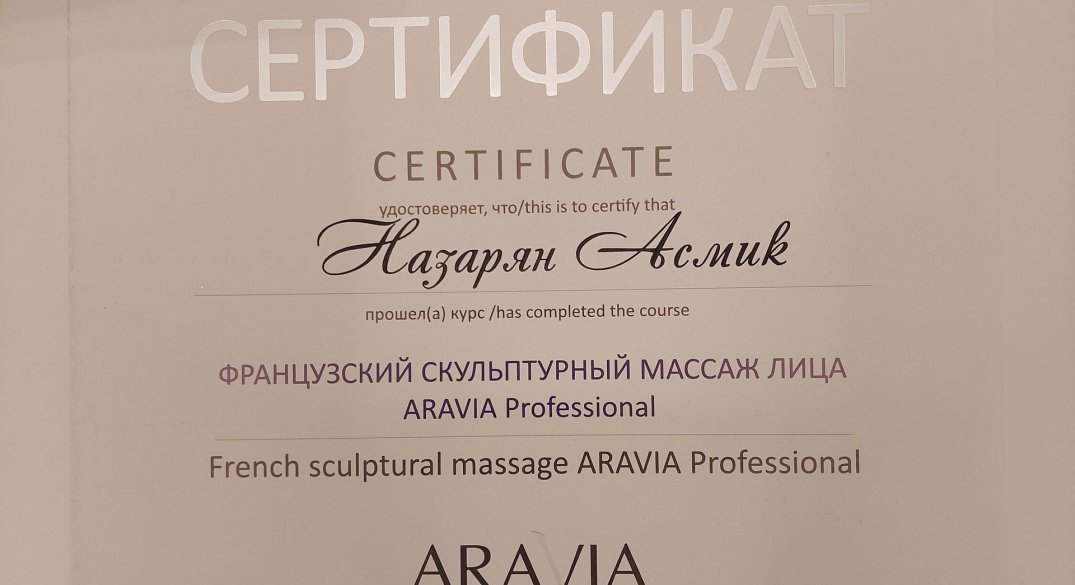 СЕРТИФИКАТ
CERTIFICATE
удостоверяет, что/this is to certify that
Назарян Асмик
прошел(а) курс /has completed the course
ФРАНЦУЗСКИЙ СКУЛЬПТУРНЫЙ МАССАЖ ЛИЦА
ARAVIA Professional
French sculptural massage ARAVIA Professional
ARAVIA